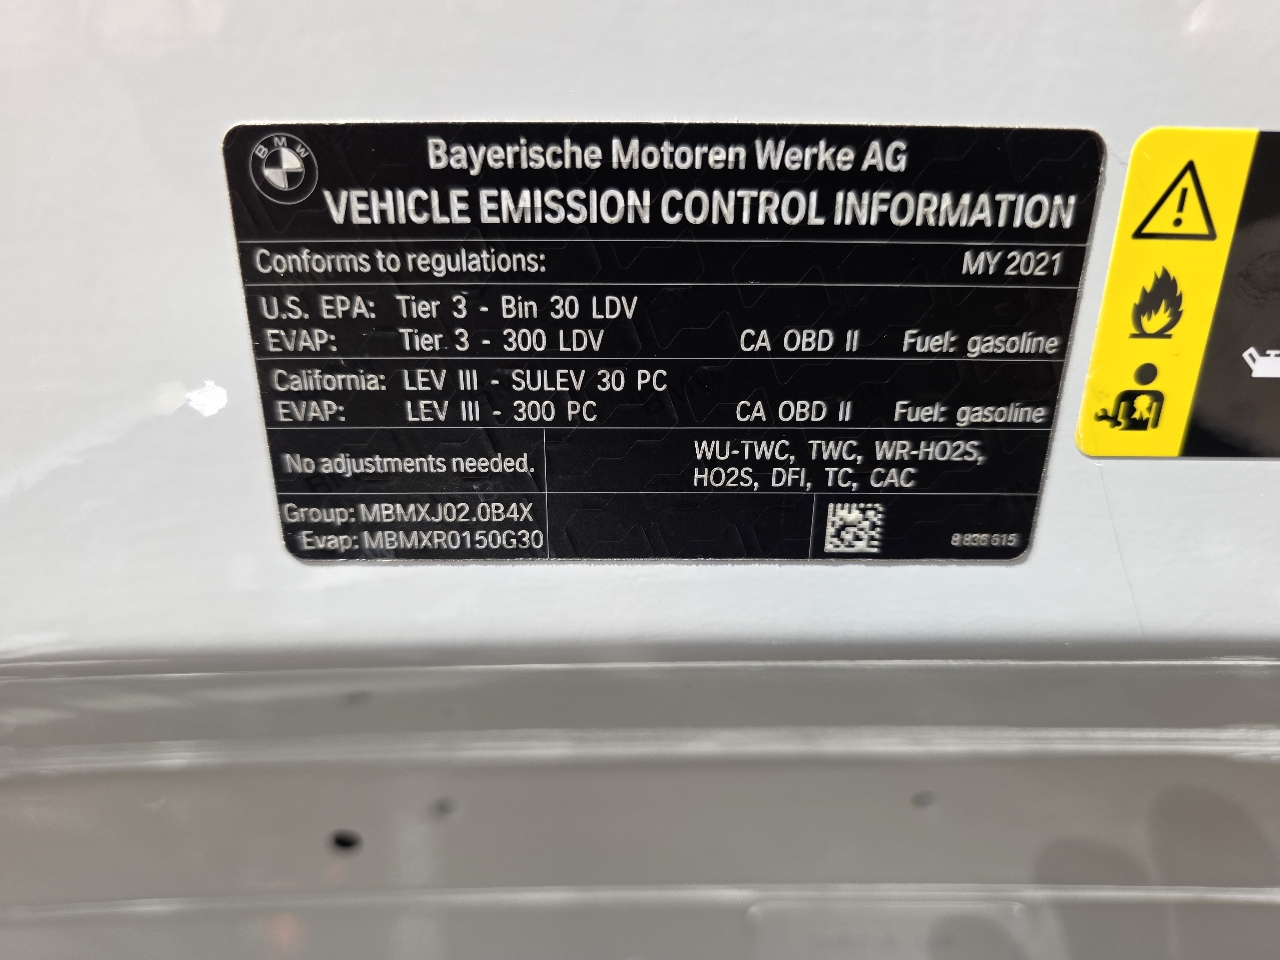 BMW
Bayerische Motoren Werke AG
VEHICLE EMISSION CONTROL INFORMATION
Conforms to regulations: MY 2021
U.S. EPA: Tier 3 - Bin 30 LDV
EVAP: Tier 3 - 300 LDV CA OBD II Fuel: gasoline
California: LEV III - SULEV 30 PC
EVAP: LEV III - 300 PC CA OBD II Fuel: gasoline
No adjustments needed.
WU-TWC, TWC, WR-HO2S,
HO2S, DFI, TC, CAC
Group: MBMXJ02.0B4X
Evap: MBMXR0150G30
8 836 615